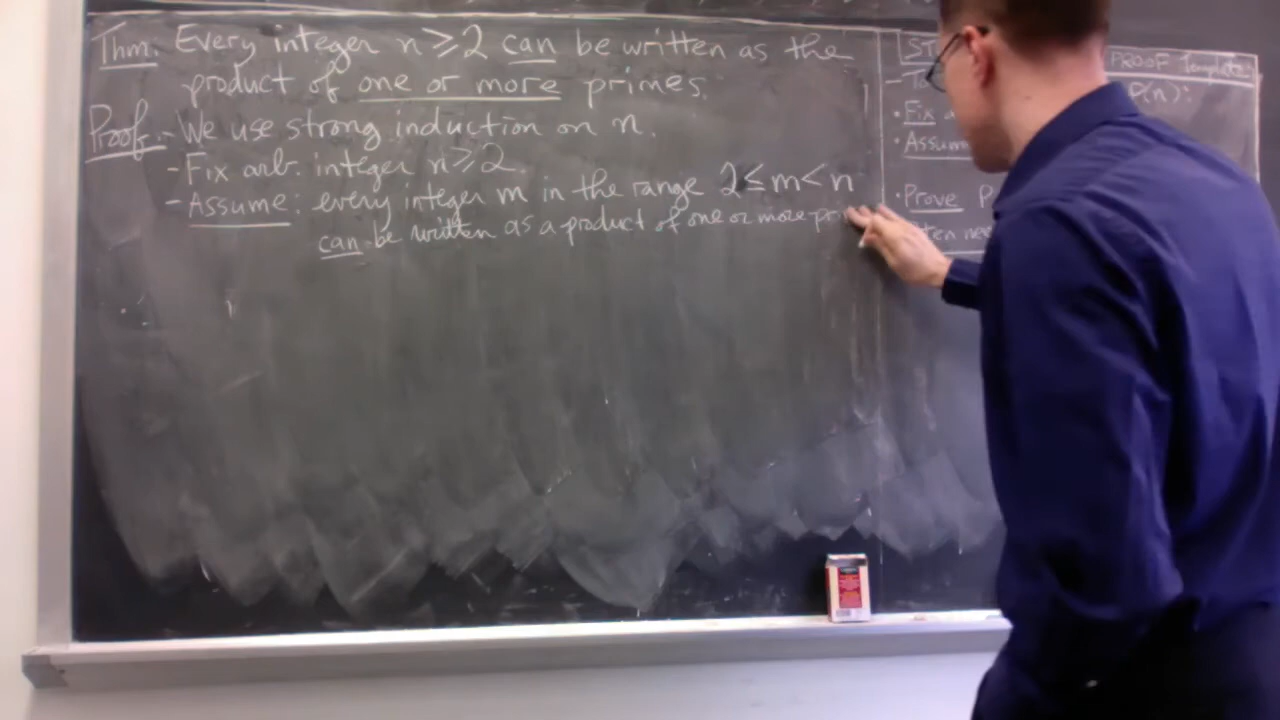 Thm: Every integer n ≥ 2 can be written as the
product of one or more primes.
Proof: - We use strong induction on n.
- Fix arb. integer n ≥ 2.
- Assume: every integer m in the range 2 ≤ m < n
can be written as a product of one or more
PROOF Template
P(n):
• Fix
• Assume
• Prove